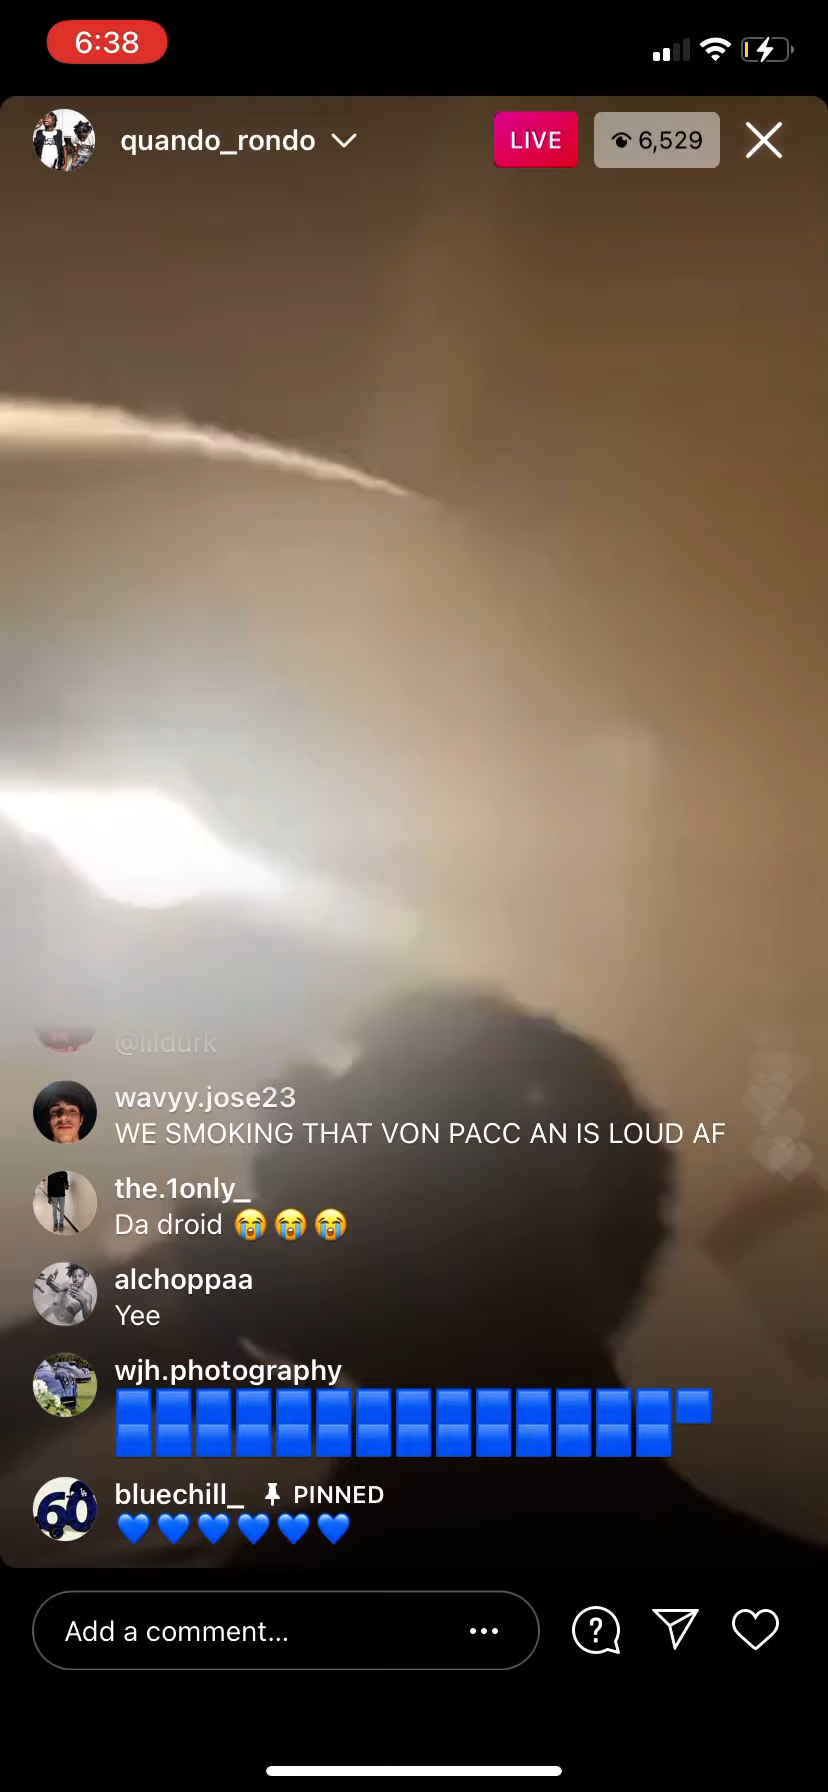 6:38
quando_rondo
LIVE
6,529
@lildurk
wavyy.jose23
WE SMOKING THAT VON PACC AN IS LOUD AF
the.1only_
Da droid 😭😭😭
alchoppaa
Yee
wjh.photography
🟦🟦🟦🟦🟦🟦🟦🟦🟦🟦🟦🟦🟦🟦🟦
🟦🟦🟦🟦🟦🟦🟦🟦🟦🟦🟦🟦🟦🟦
60
bluechill_ PINNED
💙💙💙💙💙💙
Add a comment...